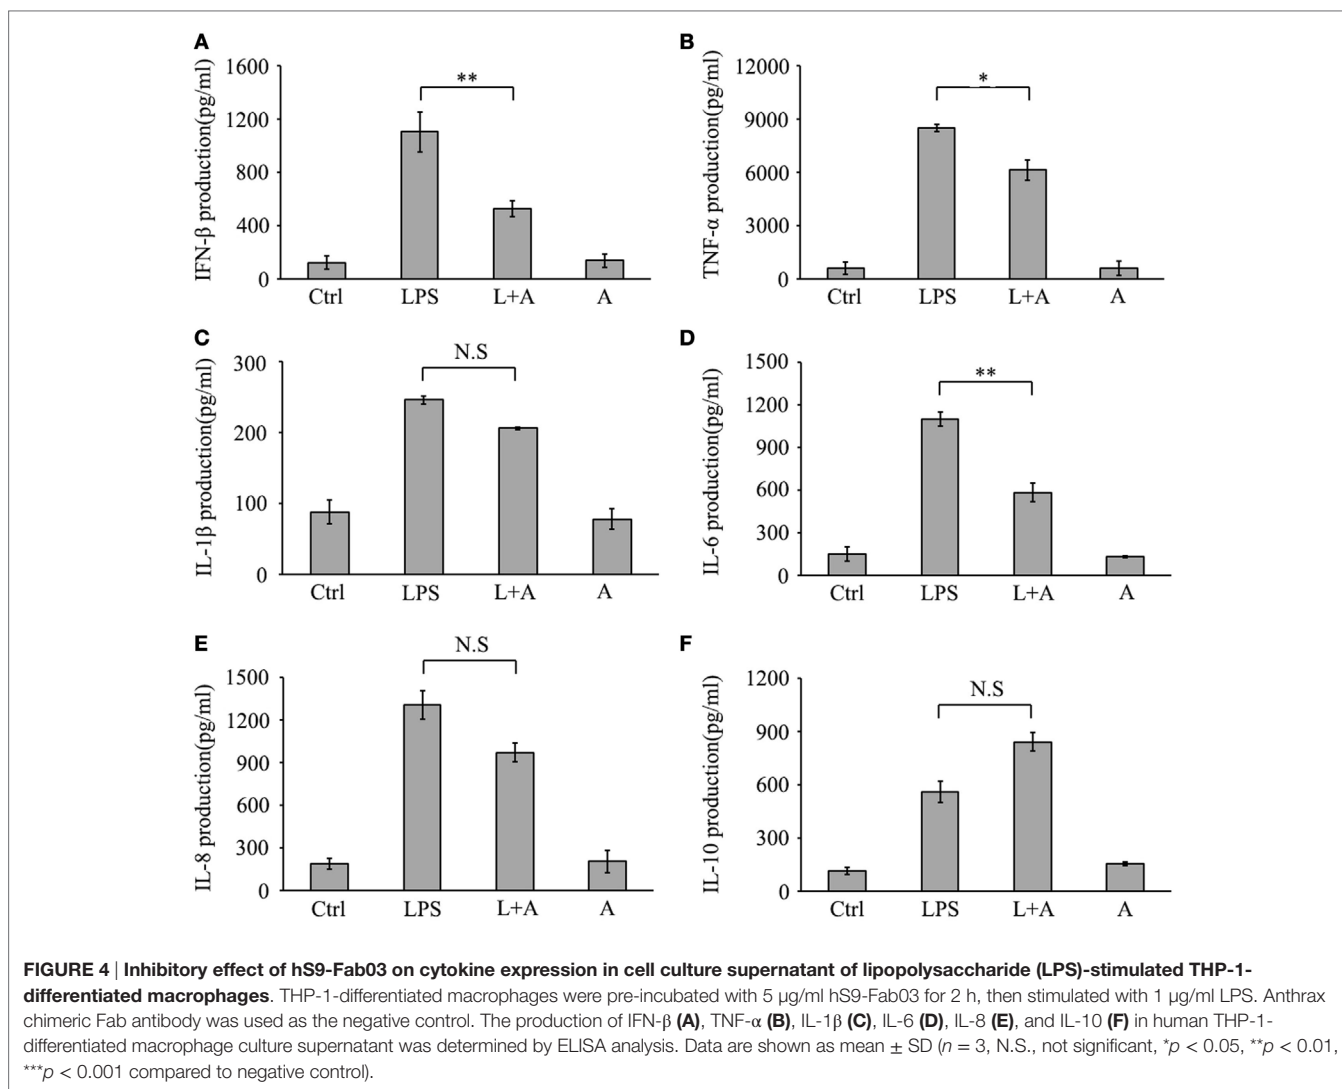 A
IFN-β production(pg/ml)
1600
1200
800
400
0
**
Ctrl LPS L+A A
B
TNF-α production(pg/ml)
12000
9000
6000
3000
0
*
Ctrl LPS L+A A
C
IL-1β production(pg/ml)
300
200
100
0
N.S
Ctrl LPS L+A A
D
IL-6 production(pg/ml)
1500
1200
900
600
300
0
**
Ctrl LPS L+A A
E
IL-8 production(pg/ml)
1500
1200
900
600
300
0
N.S
Ctrl LPS L+A A
F
IL-10 production(pg/ml)
1200
900
600
300
0
N.S
Ctrl LPS L+A A
FIGURE 4 | Inhibitory effect of hS9-Fab03 on cytokine expression in cell culture supernatant of lipopolysaccharide (LPS)-stimulated THP-1-
differentiated macrophages. THP-1-differentiated macrophages were pre-incubated with 5 μg/ml hS9-Fab03 for 2 h, then stimulated with 1 μg/ml LPS. Anthrax
chimeric Fab antibody was used as the negative control. The production of IFN-β (A), TNF-α (B), IL-1β (C), IL-6 (D), IL-8 (E), and IL-10 (F) in human THP-1-
differentiated macrophage culture supernatant was determined by ELISA analysis. Data are shown as mean ± SD (n = 3, N.S., not significant, *p < 0.05, **p < 0.01,
***p < 0.001 compared to negative control).